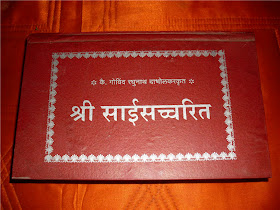 * कै. गोविंद रघुनाथ दाभोलकरकृत *
श्री साईसच्चरित